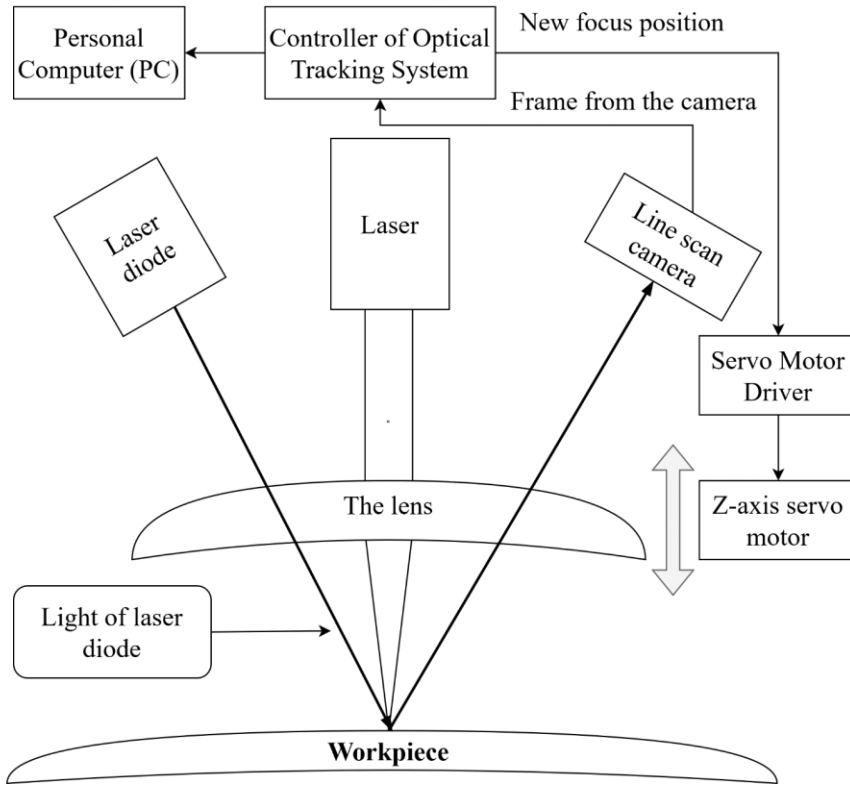 Personal
Computer (PC)
Controller of Optical
Tracking System
New focus position
Frame from the camera
Laser
diode
Laser
Line scan
camera
Servo Motor
Driver
The lens
Z-axis servo
motor
Light of laser
diode
Workpiece